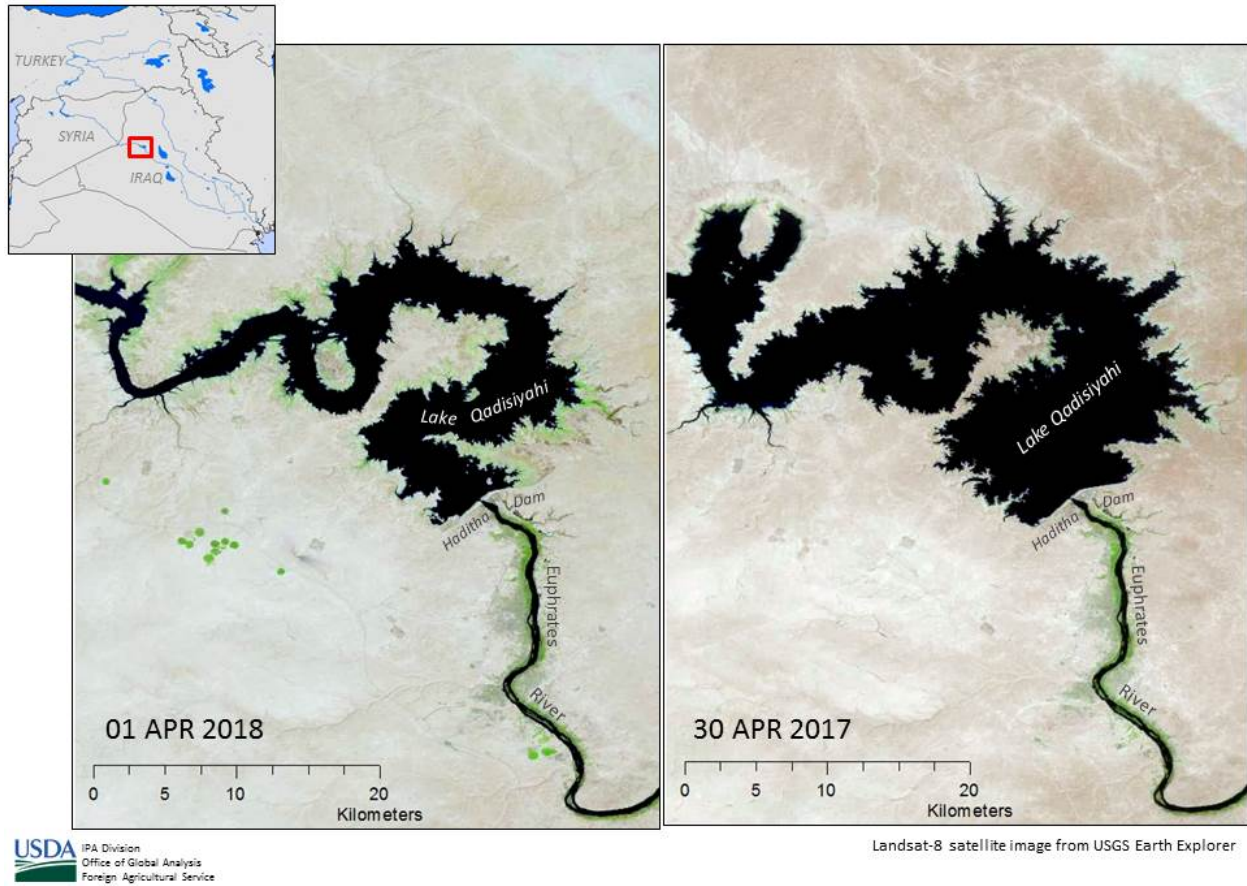 TURKEY
SYRIA
IRAQ
Lake Qadisiyahi
Haditha Dam
Euphrates
River
01 APR 2018
0 5 10 20
Kilometers
Lake Qadisiyahi
Haditha Dam
Euphrates
River
30 APR 2017
0 5 10 20
Kilometers
USDA
IPA Division
Office of Global Analysis
Foreign Agricultural Service
Landsat-8 satellite image from USGS Earth Explorer